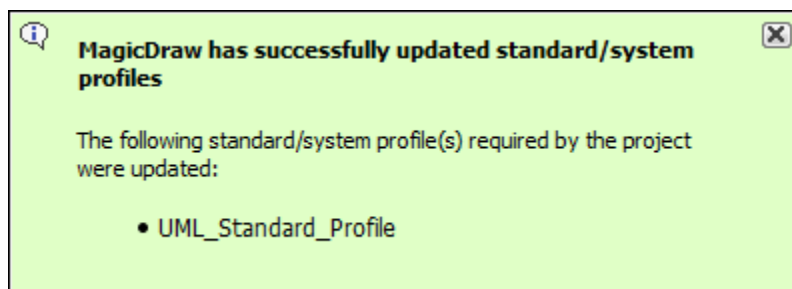 MagicDraw has successfully updated standard/system
profiles
The following standard/system profile(s) required by the project
were updated:
• UML_Standard_Profile